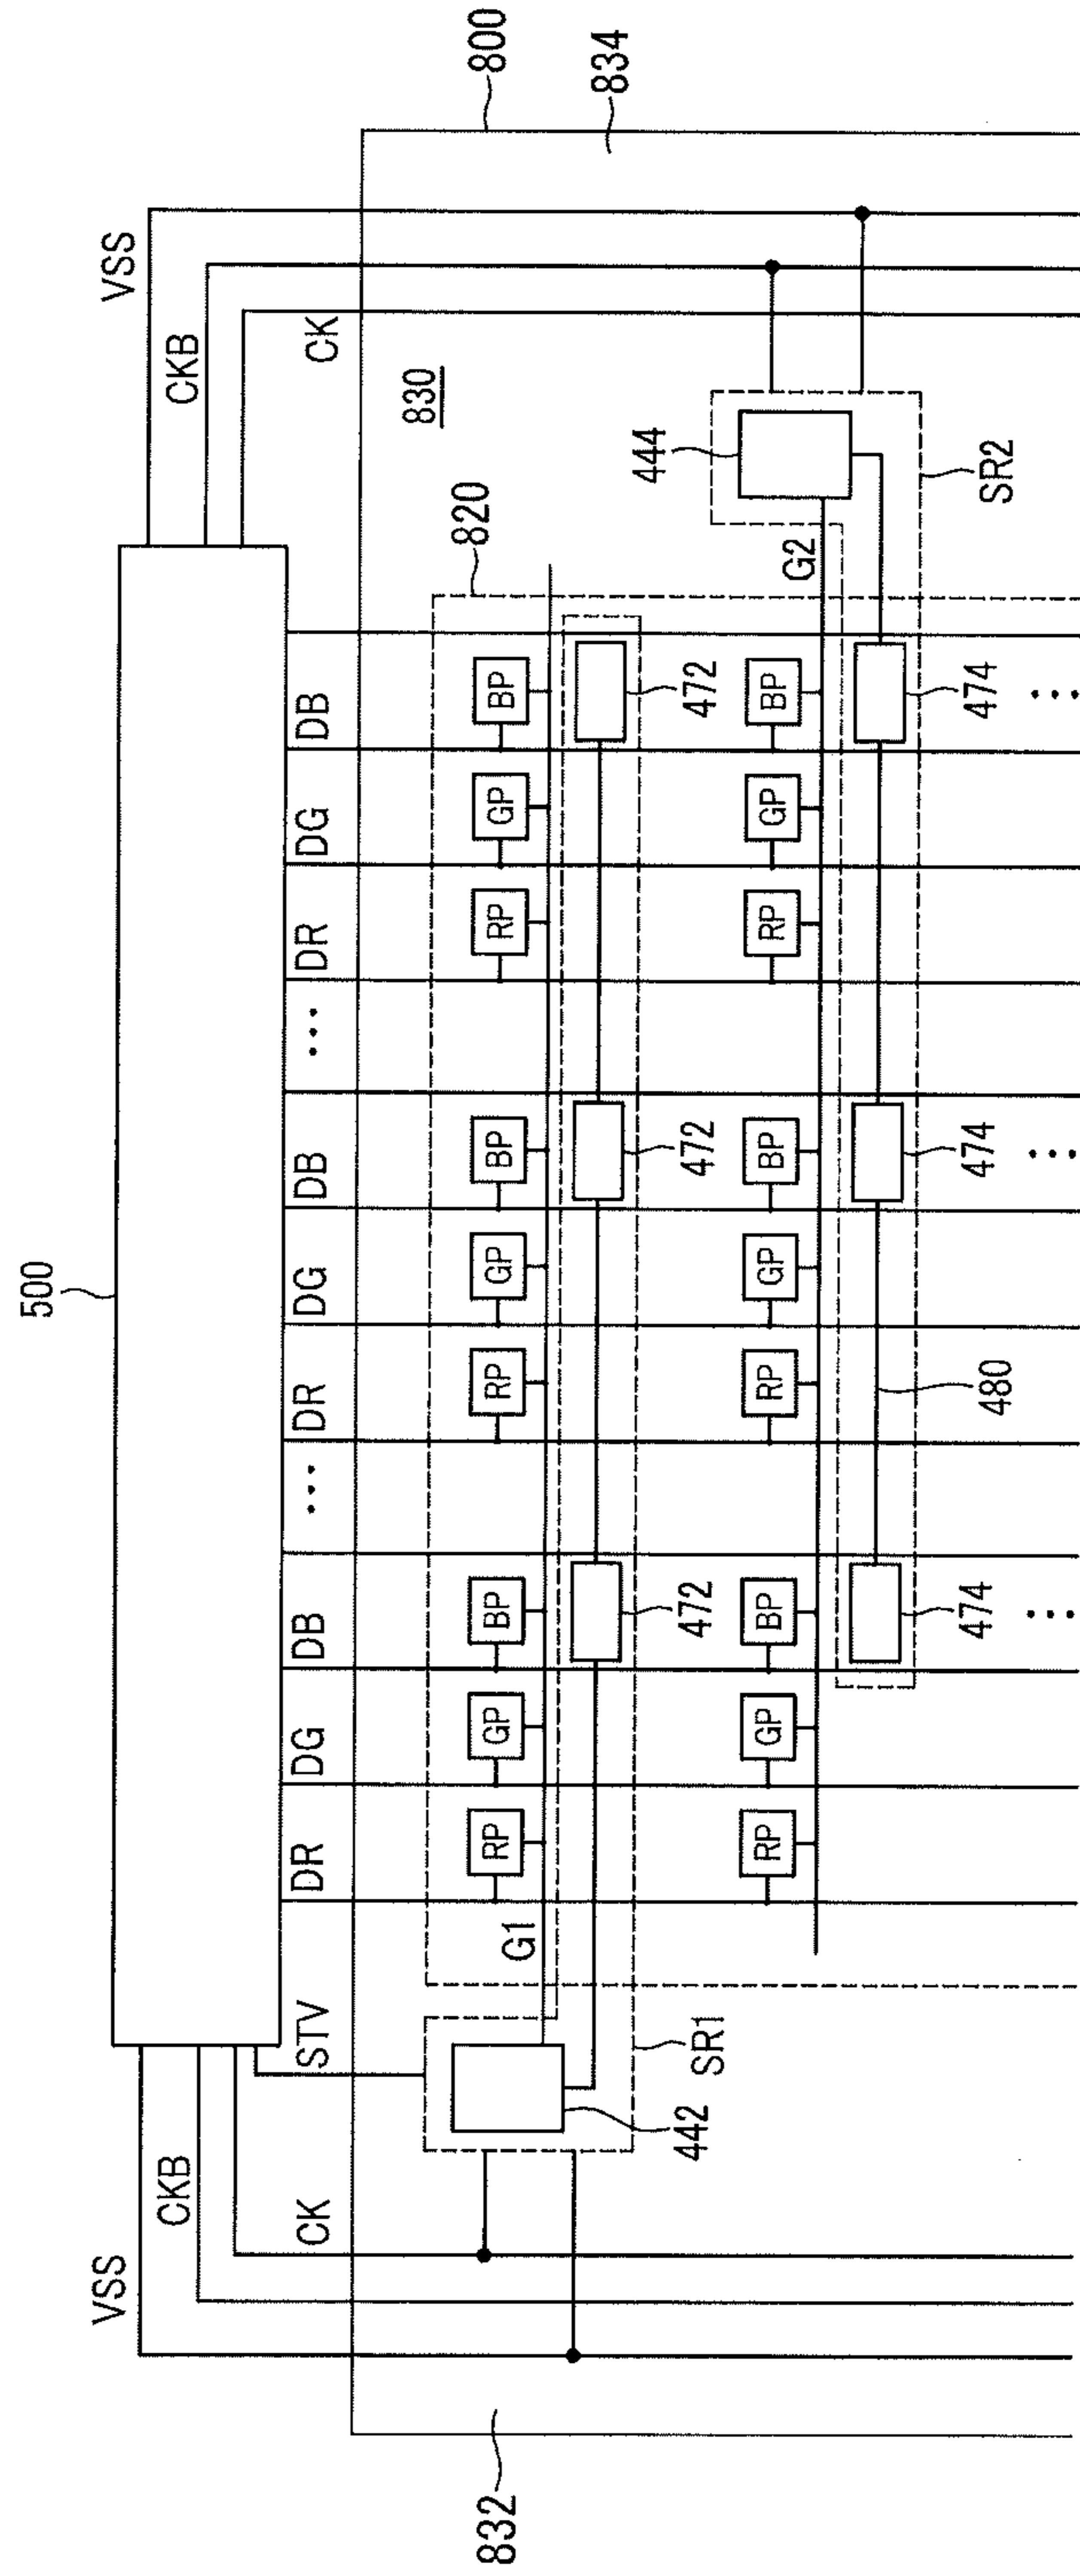 500
VSS
CKB
CK
STV
DR
DG
DB
...
DR
DG
DB
...
DR
DG
DB
VSS
CKB
CK
800
834
832
830
820
G1
RP
GP
BP
RP
GP
BP
RP
GP
BP
442
SR1
472
472
472
RP
GP
BP
RP
GP
BP
RP
GP
BP
G2
444
SR2
474
480
474
474
...
...
...